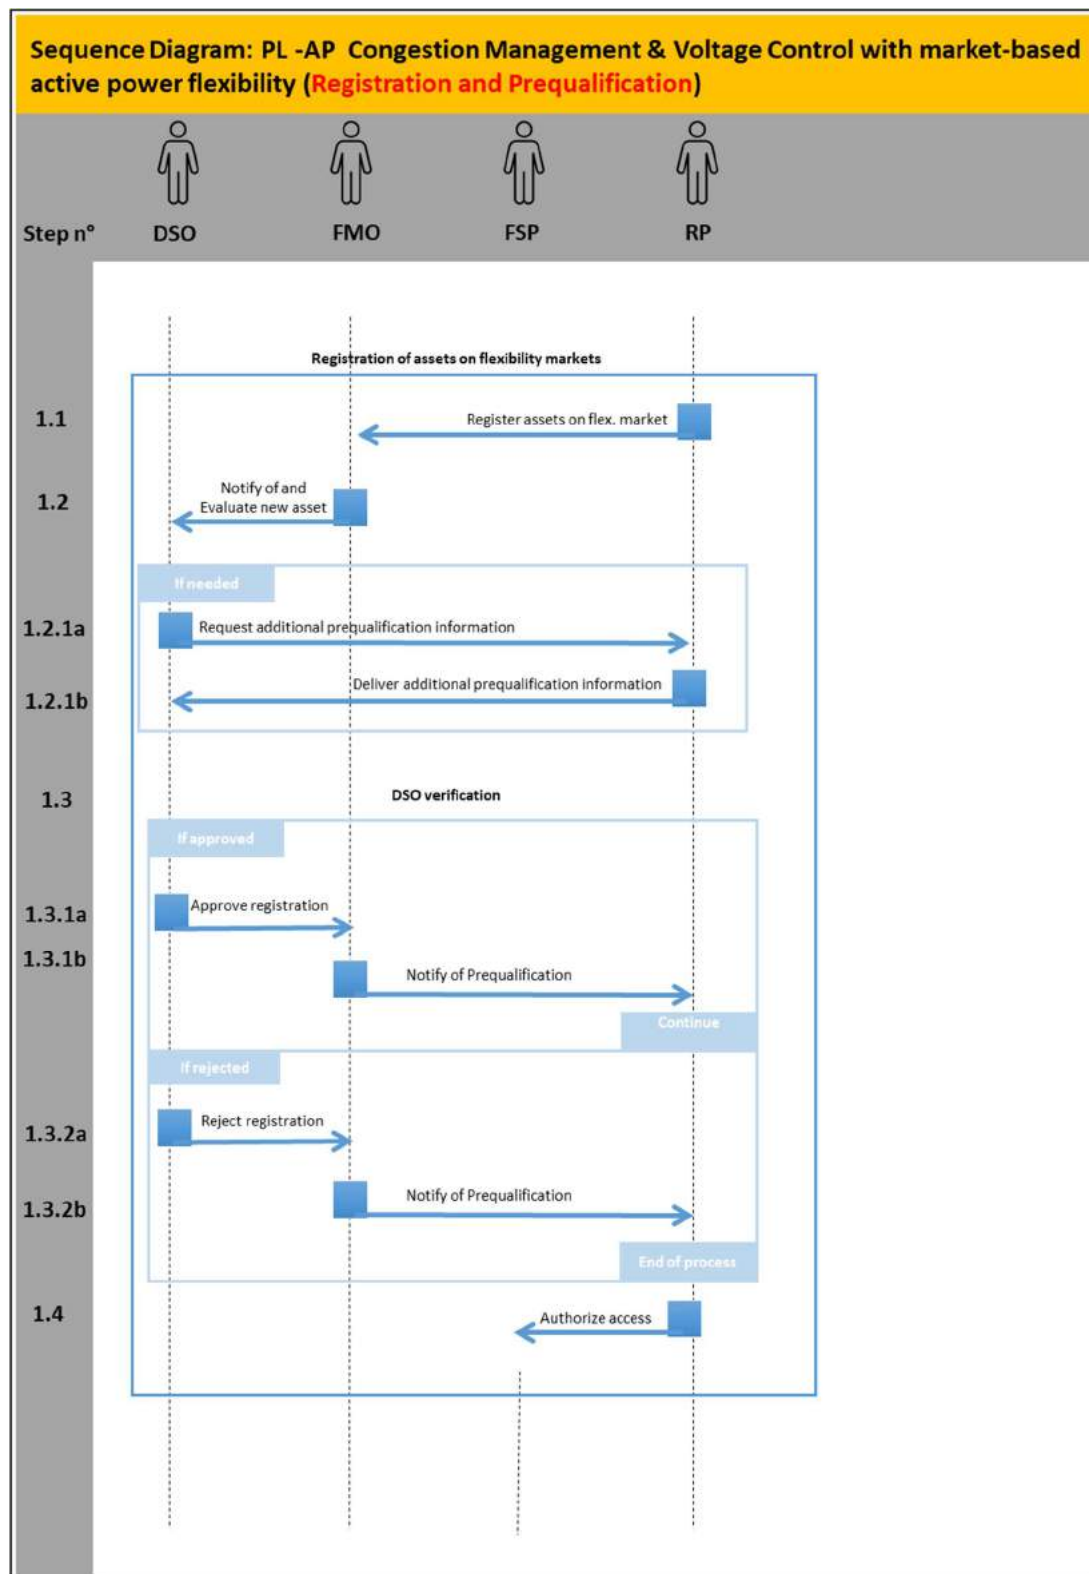 Sequence Diagram: PL -AP Congestion Management & Voltage Control with market-based
active power flexibility (Registration and Prequalification)
Step n° DSO FMO FSP RP
Registration of assets on flexibility markets
1.1 Register assets on flex. market
Notify of and
1.2 Evaluate new asset
If needed
1.2.1a Request additional prequalification information
1.2.1b Deliver additional prequalification information
1.3 DSO verification
If approved
1.3.1a Approve registration
1.3.1b Notify of Prequalification
Continue
If rejected
1.3.2a Reject registration
1.3.2b Notify of Prequalification
End of process
1.4 Authorize access